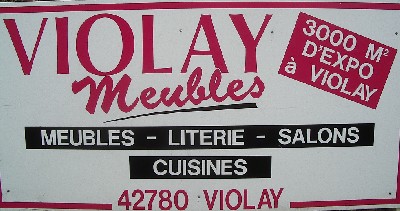 VIOLAY
Meubles
3000 M²
D'EXPO
à VIOLAY
MEUBLES - LITERIE - SALONS
CUISINES
42780 VIOLAY